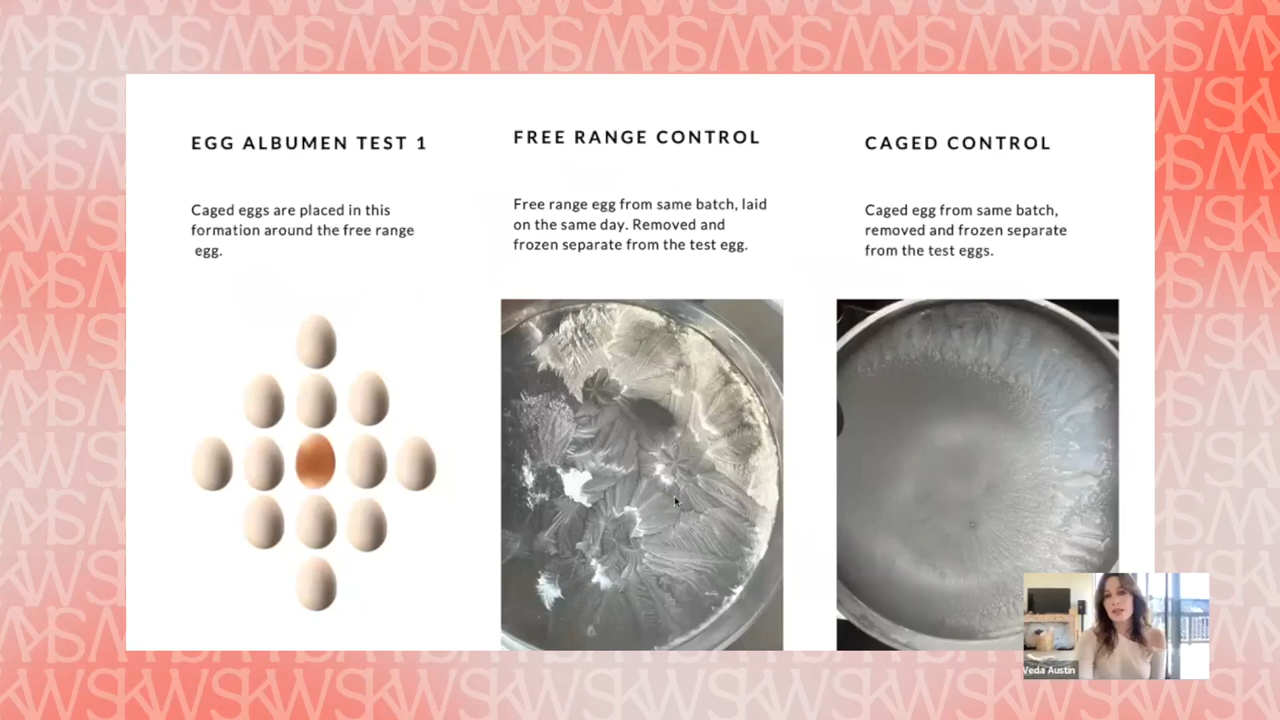 EGG ALBUMEN TEST 1
Caged eggs are placed in this
formation around the free range
egg.
FREE RANGE CONTROL
Free range egg from same batch, laid
on the same day. Removed and
frozen separate from the test egg.
CAGED CONTROL
Caged egg from same batch,
removed and frozen separate
from the test eggs.
Veda Austin